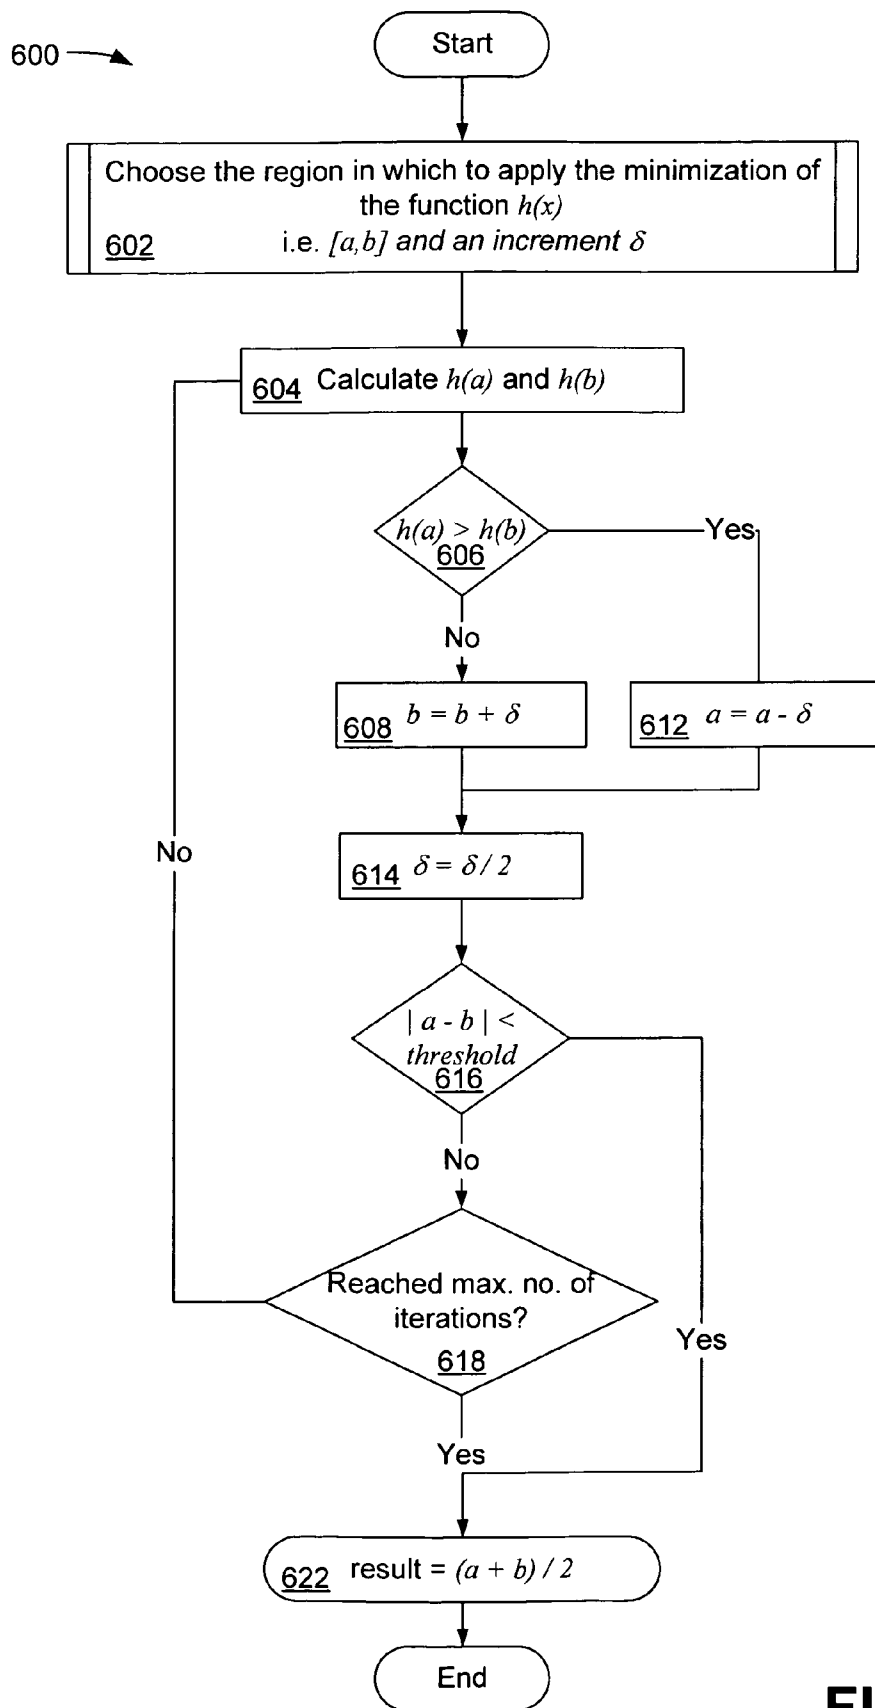 600
Start
Choose the region in which to apply the minimization of
the function h(x)
602 i.e. [a,b] and an increment δ
604 Calculate h(a) and h(b)
h(a) > h(b)
606
Yes
No
608 b = b + δ
612 a = a - δ
No
614 δ = δ / 2
| a - b | <
threshold
616
No
Reached max. no. of
iterations?
618
Yes
Yes
622 result = (a + b) / 2
End